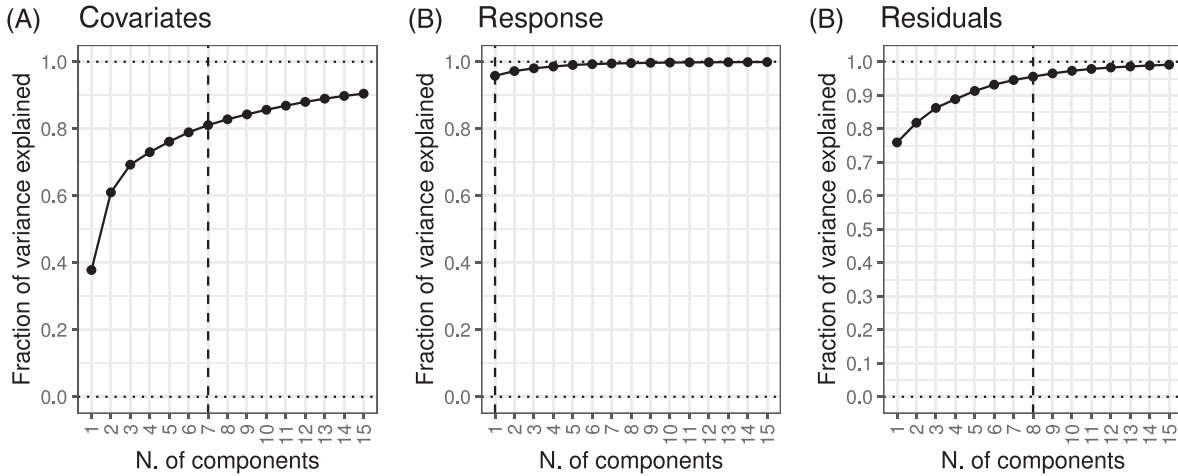 (A) Covariates
Fraction of variance explained
1.0
0.8
0.6
0.4
0.2
0.0
1 2 3 4 5 6 7 8 9 10 11 12 13 14 15
N. of components
(B) Response
Fraction of variance explained
1.0
0.8
0.6
0.4
0.2
0.0
1 2 3 4 5 6 7 8 9 10 11 12 13 14 15
N. of components
(B) Residuals
Fraction of variance explained
1.0
0.9
0.8
0.7
0.6
0.5
0.4
0.3
0.2
0.1
0.0
1 2 3 4 5 6 7 8 9 10 11 12 13 14 15
N. of components